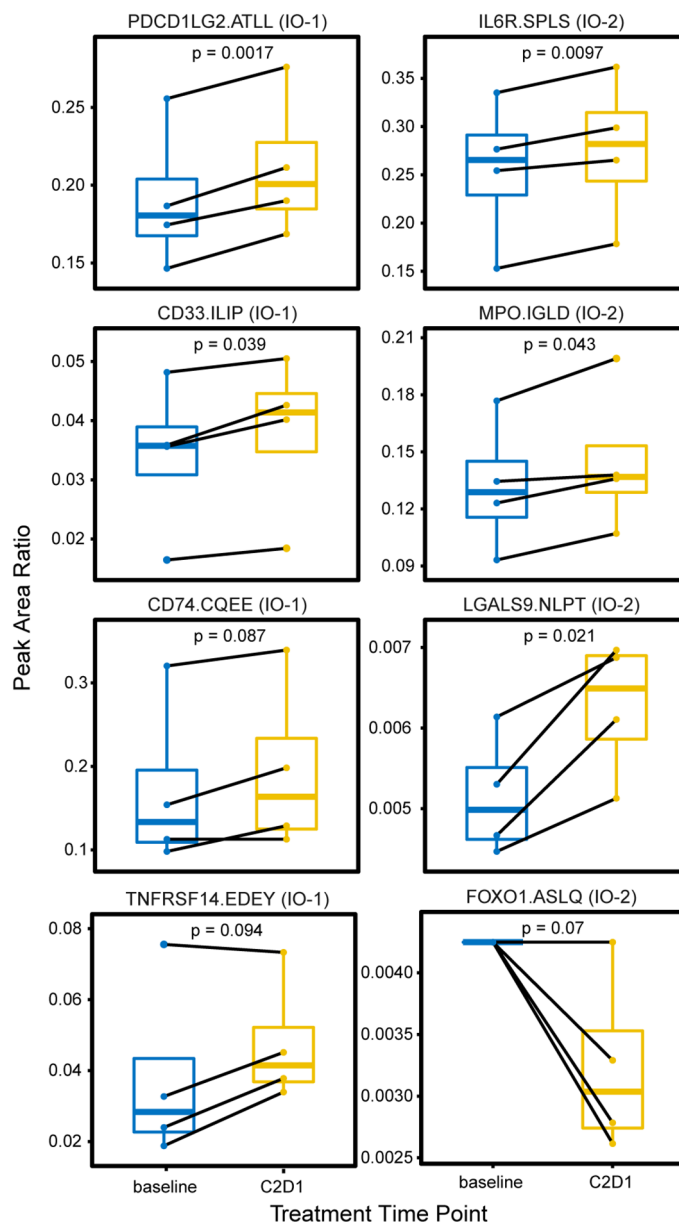 PDCD1LG2.ATLL (IO-1)
p = 0.0017
0.25
0.20
0.15
IL6R.SPLS (IO-2)
p = 0.0097
0.35
0.30
0.25
0.20
0.15
CD33.ILIP (IO-1)
p = 0.039
0.05
0.04
0.03
0.02
MPO.IGLD (IO-2)
p = 0.043
0.21
0.18
0.15
0.12
0.09
CD74.CQEE (IO-1)
p = 0.087
0.3
0.2
0.1
LGALS9.NLPT (IO-2)
p = 0.021
0.007
0.006
0.005
TNFRSF14.EDEY (IO-1)
p = 0.094
0.08
0.06
0.04
0.02
baseline
C2D1
FOXO1.ASLQ (IO-2)
p = 0.07
0.0040
0.0035
0.0030
0.0025
baseline
C2D1
Peak Area Ratio
Treatment Time Point